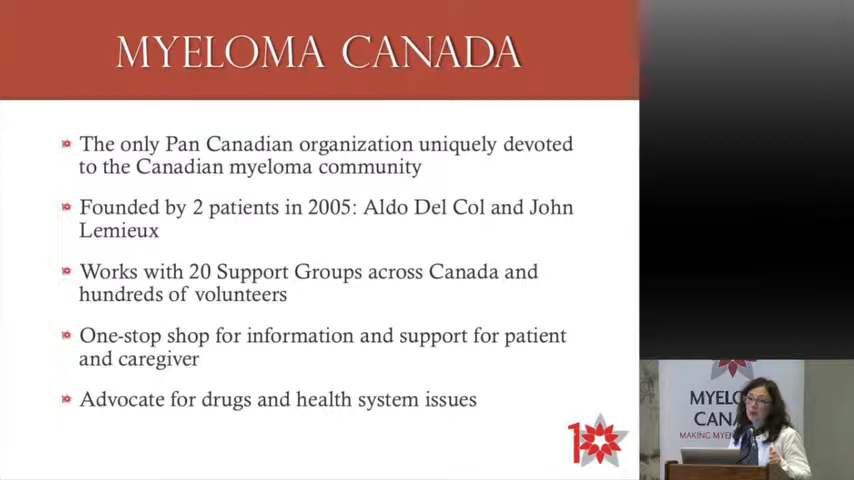 MYELOMA CANADA
The only Pan Canadian organization uniquely devoted
to the Canadian myeloma community
Founded by 2 patients in 2005: Aldo Del Col and John
Lemieux
Works with 20 Support Groups across Canada and
hundreds of volunteers
One-stop shop for information and support for patient
and caregiver
Advocate for drugs and health system issues
10
MYELO
CANA
MAKING MYE